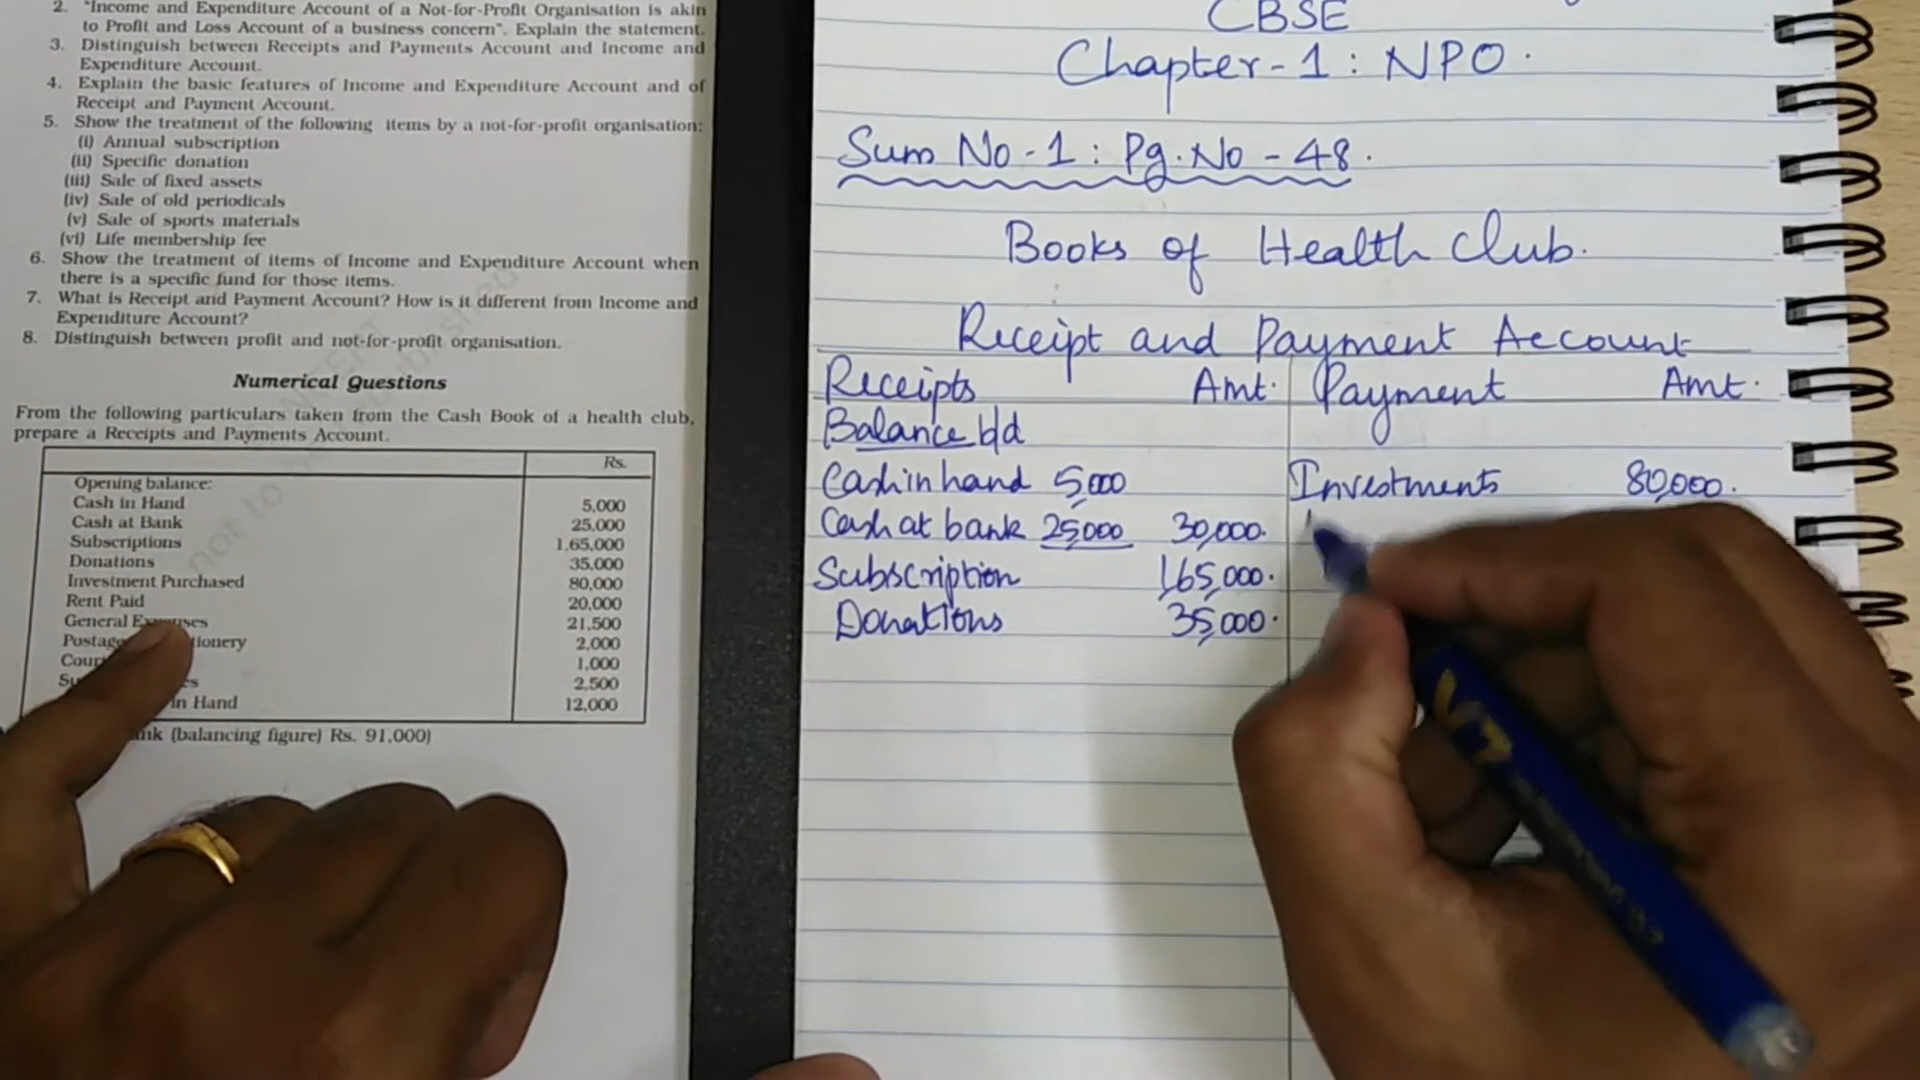 2. "Income and Expenditure Account of a Not-for-Profit Organisation is akin
to Profit and Loss Account of a business concern". Explain the statement.
3. Distinguish between Receipts and Payments Account and Income and
Expenditure Account.
4. Explain the basic features of Income and Expenditure Account and of
Receipt and Payment Account.
5. Show the treatment of the following items by a not-for-profit organisation:
(i) Annual subscription
(ii) Specific donation
(iii) Sale of fixed assets
(iv) Sale of old periodicals
(v) Sale of sports materials
(vi) Life membership fee
6. Show the treatment of items of Income and Expenditure Account when
there is a specific fund for those items.
7. What is Receipt and Payment Account? How is it different from Income and
Expenditure Account?
8. Distinguish between profit and not-for-profit organisation.
Numerical Questions
From the following particulars taken from the Cash Book of a health club,
prepare a Receipts and Payments Account.
Rs.
Opening balance:
Cash in Hand 5,000
Cash at Bank 25,000
Subscriptions 1,65,000
Donations 35,000
Investment Purchased 80,000
Rent Paid 20,000
General 21,500
2,000
1,000
2,500
in Hand 12,000
(balancing figure) Rs. 91,000)
CBSE
Chapter-1: NPO.
Sum No-1: Pg.No-48.
Books of Health Club.
Receipt and Payment Account
Receipts Amt. Payment Amt.
Balance b/d
Cash in hand 5,000 Investments 80,000.
Cash at bank 25,000 30,000.
Subscription 1,65,000.
Donations 35,000.
V7